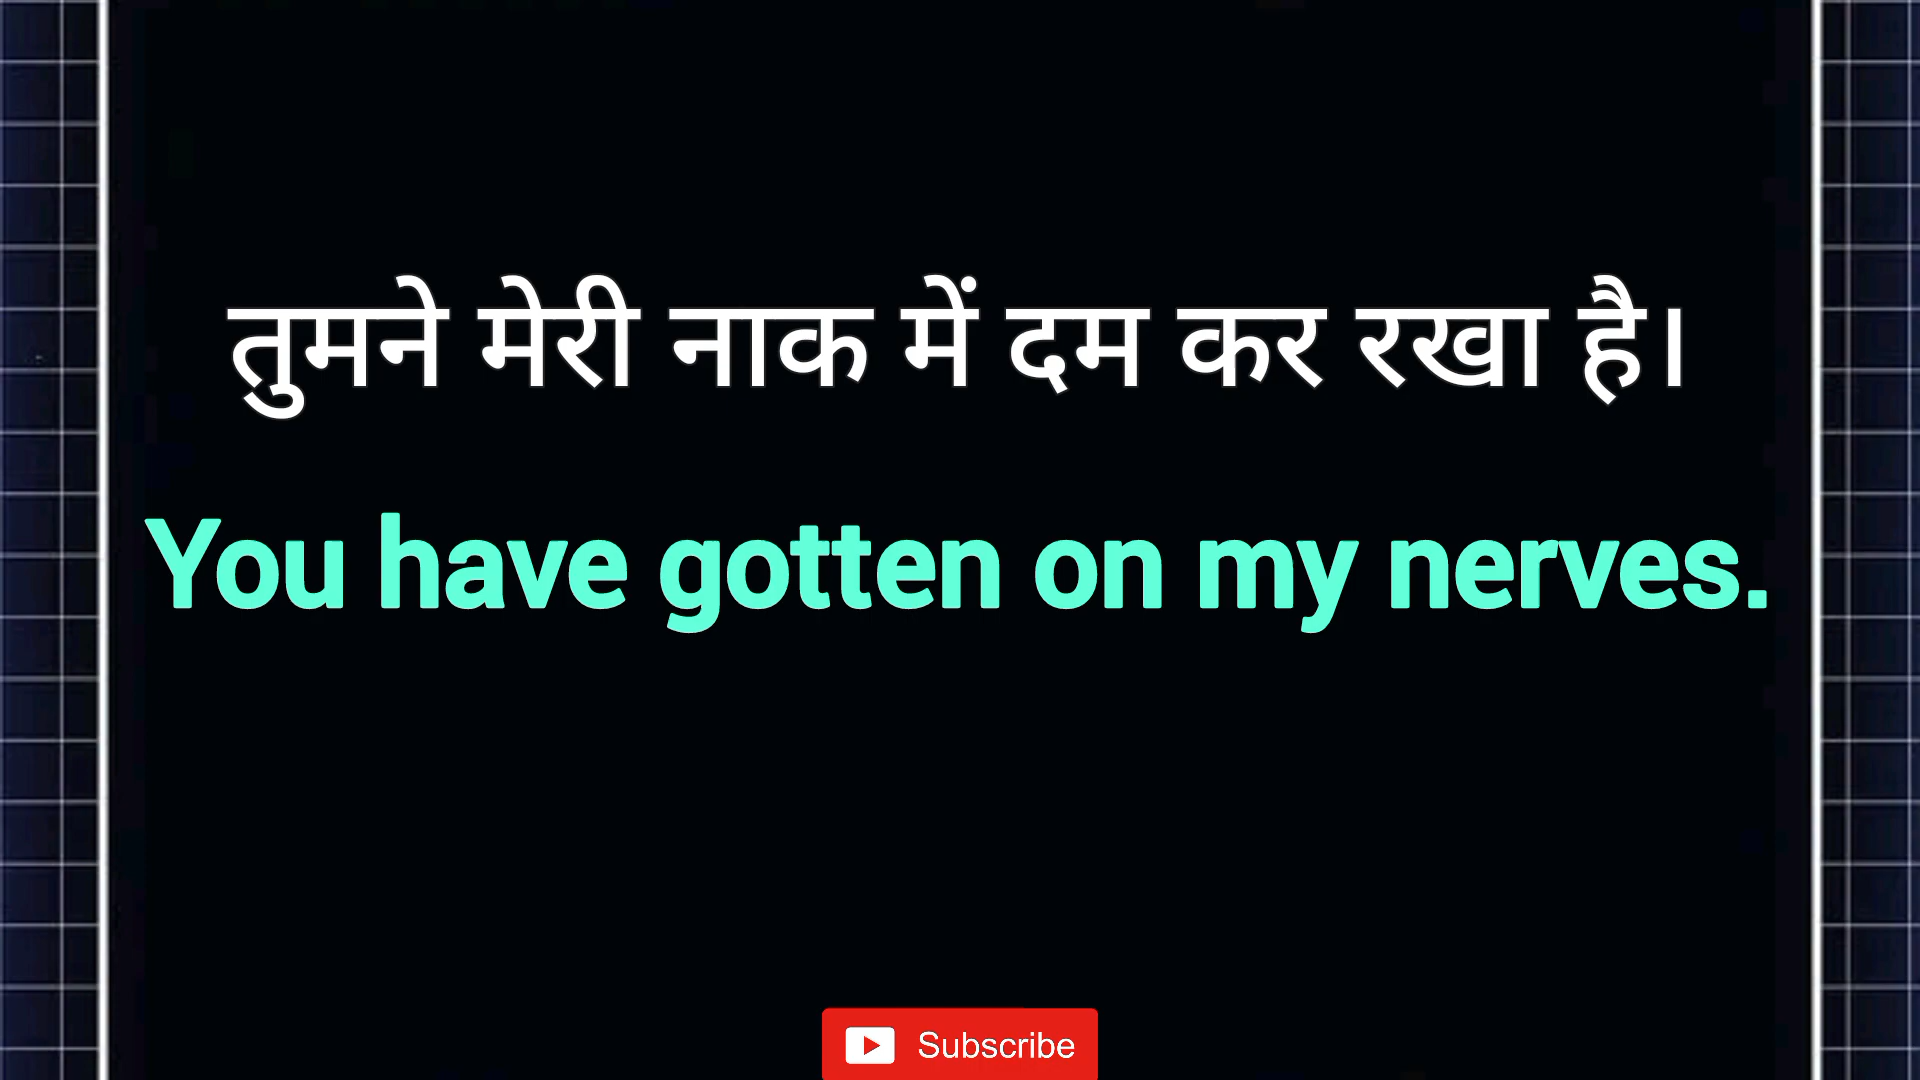 तुमने मेरी नाक में दम कर रखा है।
You have gotten on my nerves.
Subscribe